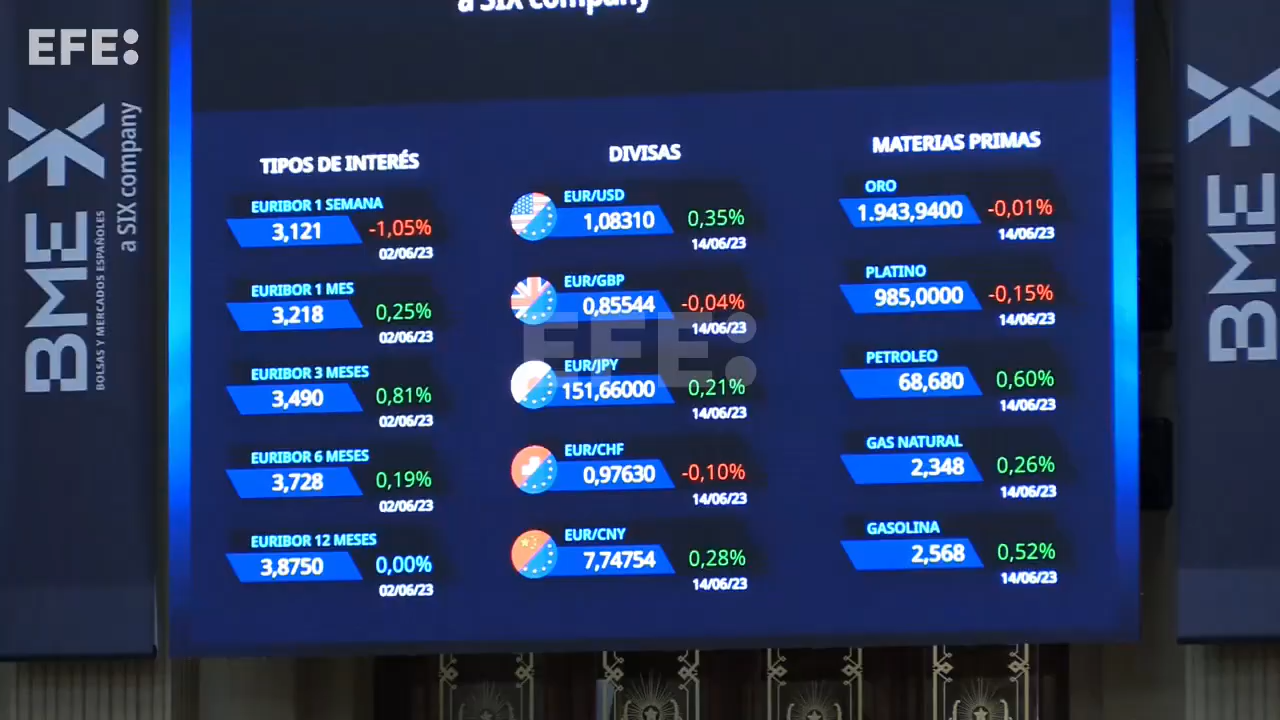 EFE:
a SIX company
BME X
BOLSAS Y MERCADOS ESPAÑOLES
a SIX company
TIPOS DE INTERÉS
EURIBOR 1 SEMANA
3,121 -1,05%
02/06/23
EURIBOR 1 MES
3,218 0,25%
02/06/23
EURIBOR 3 MESES
3,490 0,81%
02/06/23
EURIBOR 6 MESES
3,728 0,19%
02/06/23
EURIBOR 12 MESES
3,8750 0,00%
02/06/23
DIVISAS
EUR/USD
1,08310 0,35%
14/06/23
EUR/GBP
0,85544 -0,04%
14/06/23
EFE:
EUR/JPY
151,66000 0,21%
14/06/23
EUR/CHF
0,97630 -0,10%
14/06/23
EUR/CNY
7,74754 0,28%
14/06/23
MATERIAS PRIMAS
ORO
1.943,9400 -0,01%
14/06/23
PLATINO
985,0000 -0,15%
14/06/23
PETROLEO
68,680 0,60%
14/06/23
GAS NATURAL
2,348 0,26%
14/06/23
GASOLINA
2,568 0,52%
14/06/23
BME X